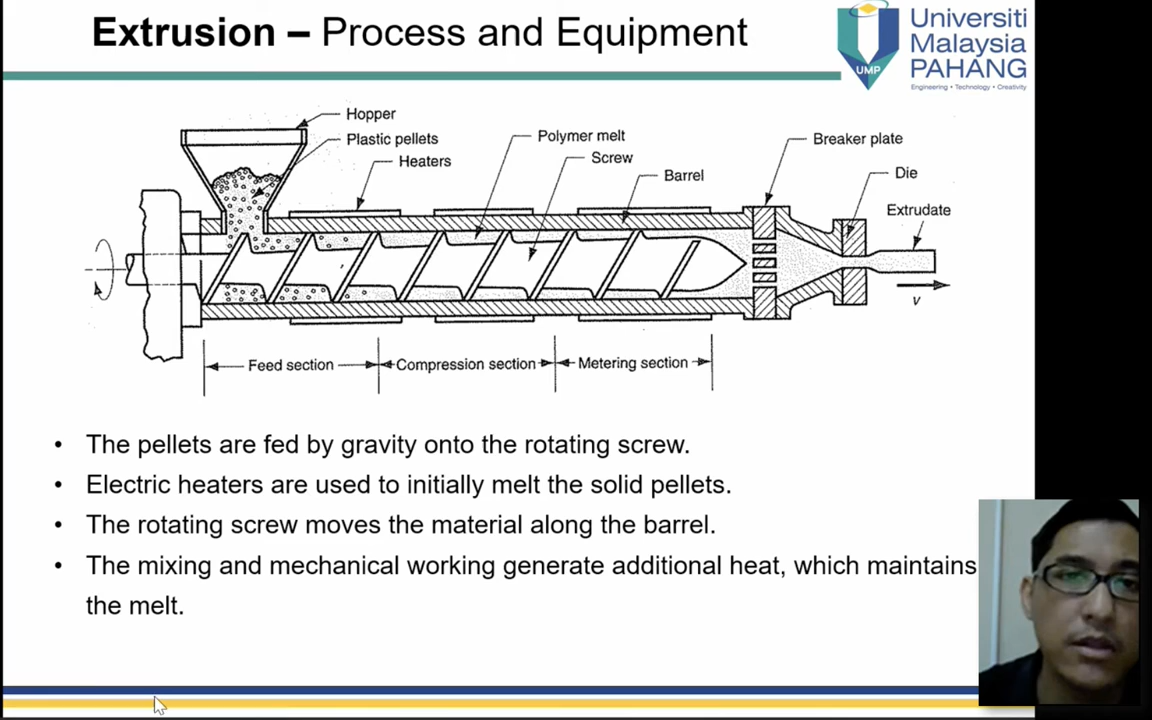 Extrusion – Process and Equipment
Universiti
Malaysia
PAHANG
Engineering • Technology • Creativity
UMP
Hopper
Plastic pellets
Heaters
Polymer melt
Screw
Barrel
Breaker plate
Die
Extrudate
v
Feed section
Compression section
Metering section
• The pellets are fed by gravity onto the rotating screw.
• Electric heaters are used to initially melt the solid pellets.
• The rotating screw moves the material along the barrel.
• The mixing and mechanical working generate additional heat, which maintains
the melt.